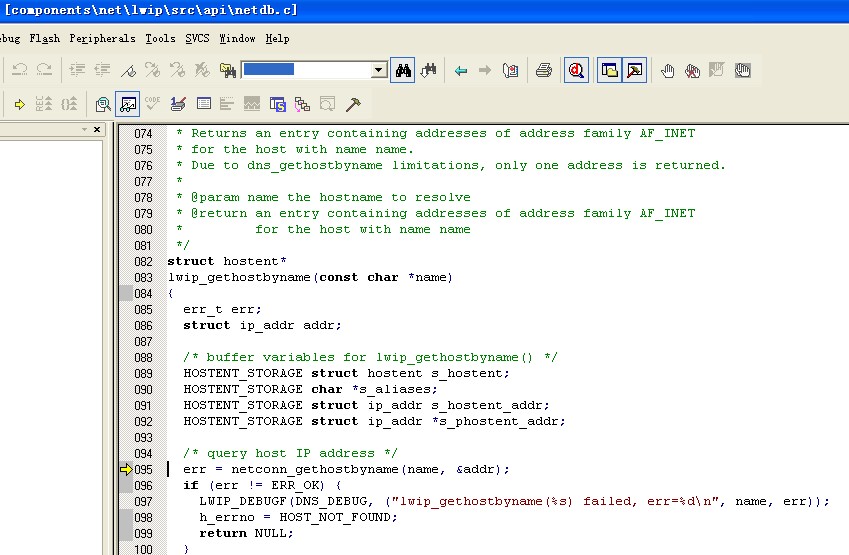 [components\net\lwip\src\api\netdb.c]
ebug Flash Peripherals Tools SVCS Window Help
CODE
074 * Returns an entry containing addresses of address family AF_INET
075 * for the host with name name.
076 * Due to dns_gethostbyname limitations, only one address is returned.
077 *
078 * @param name the hostname to resolve
079 * @return an entry containing addresses of address family AF_INET
080 * for the host with name name
081 */
082 struct hostent*
083 lwip_gethostbyname(const char *name)
084 {
085 err_t err;
086 struct ip_addr addr;
087
088 /* buffer variables for lwip_gethostbyname() */
089 HOSTENT_STORAGE struct hostent s_hostent;
090 HOSTENT_STORAGE char *s_aliases;
091 HOSTENT_STORAGE struct ip_addr s_hostent_addr;
092 HOSTENT_STORAGE struct ip_addr *s_phostent_addr;
093
094 /* query host IP address */
095 err = netconn_gethostbyname(name, &addr);
096 if (err != ERR_OK) {
097 LWIP_DEBUGF(DNS_DEBUG, ("lwip_gethostbyname(%s) failed, err=%d\n", name, err));
098 h_errno = HOST_NOT_FOUND;
099 return NULL;
100 }